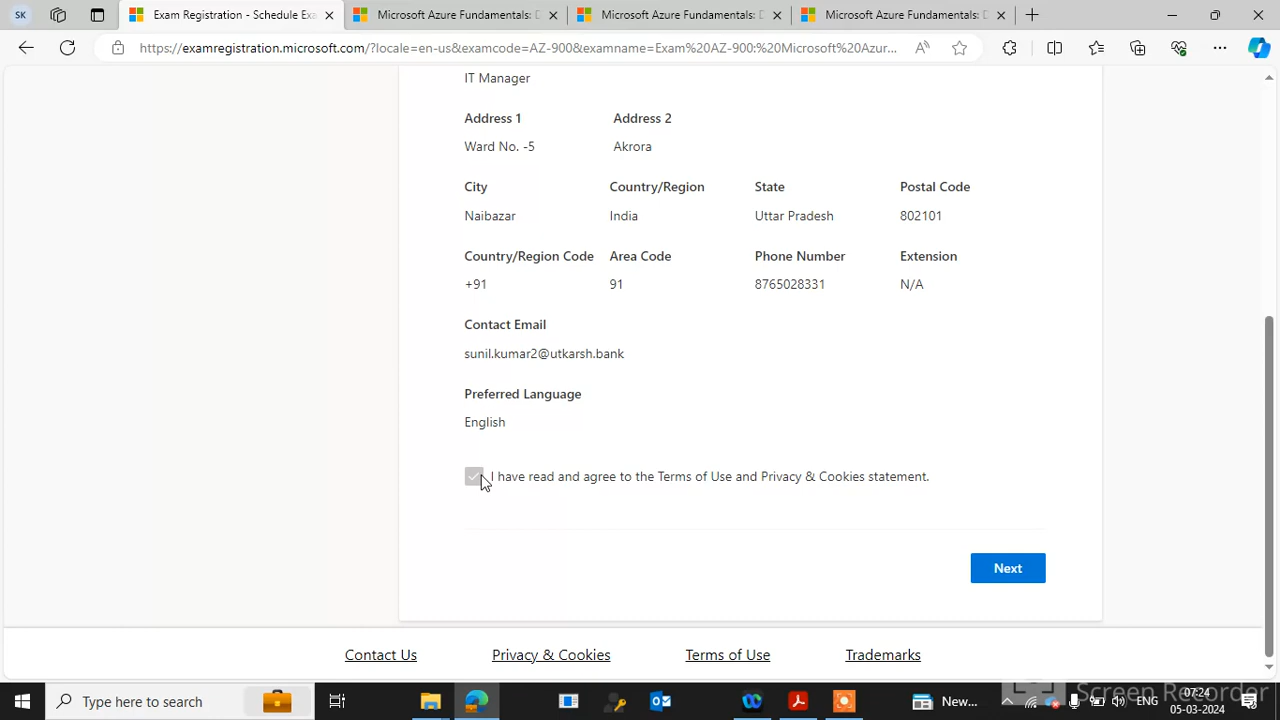 SK
Exam Registration - Schedule Exa
Microsoft Azure Fundamentals: D
Microsoft Azure Fundamentals: D
Microsoft Azure Fundamentals: D
https://examregistration.microsoft.com/?locale=en-us&examcode=AZ-900&examname=Exam%20AZ-900:%20Microsoft%20Azur...
IT Manager
Address 1 Address 2
Ward No. -5 Akrora
City Country/Region State Postal Code
Naibazar India Uttar Pradesh 802101
Country/Region Code Area Code Phone Number Extension
+91 91 8765028331 N/A
Contact Email
sunil.kumar2@utkarsh.bank
Preferred Language
English
I have read and agree to the Terms of Use and Privacy & Cookies statement.
Next
Contact Us Privacy & Cookies Terms of Use Trademarks
Screen Recorder
Type here to search
New...
ENG
07:24
05-03-2024